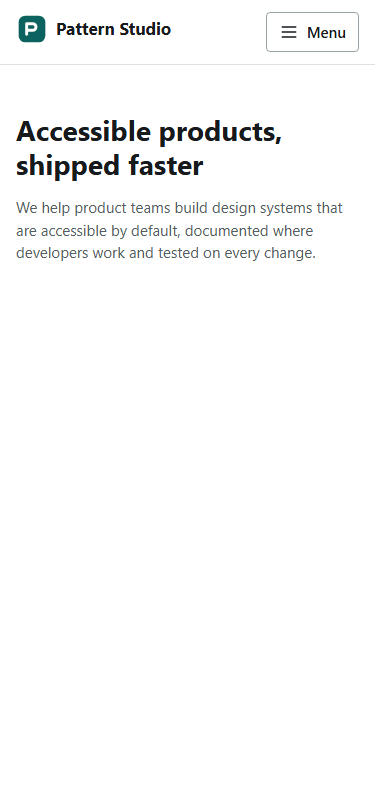 Pattern Studio
Menu
Accessible products,
shipped faster
We help product teams build design systems that
are accessible by default, documented where
developers work and tested on every change.